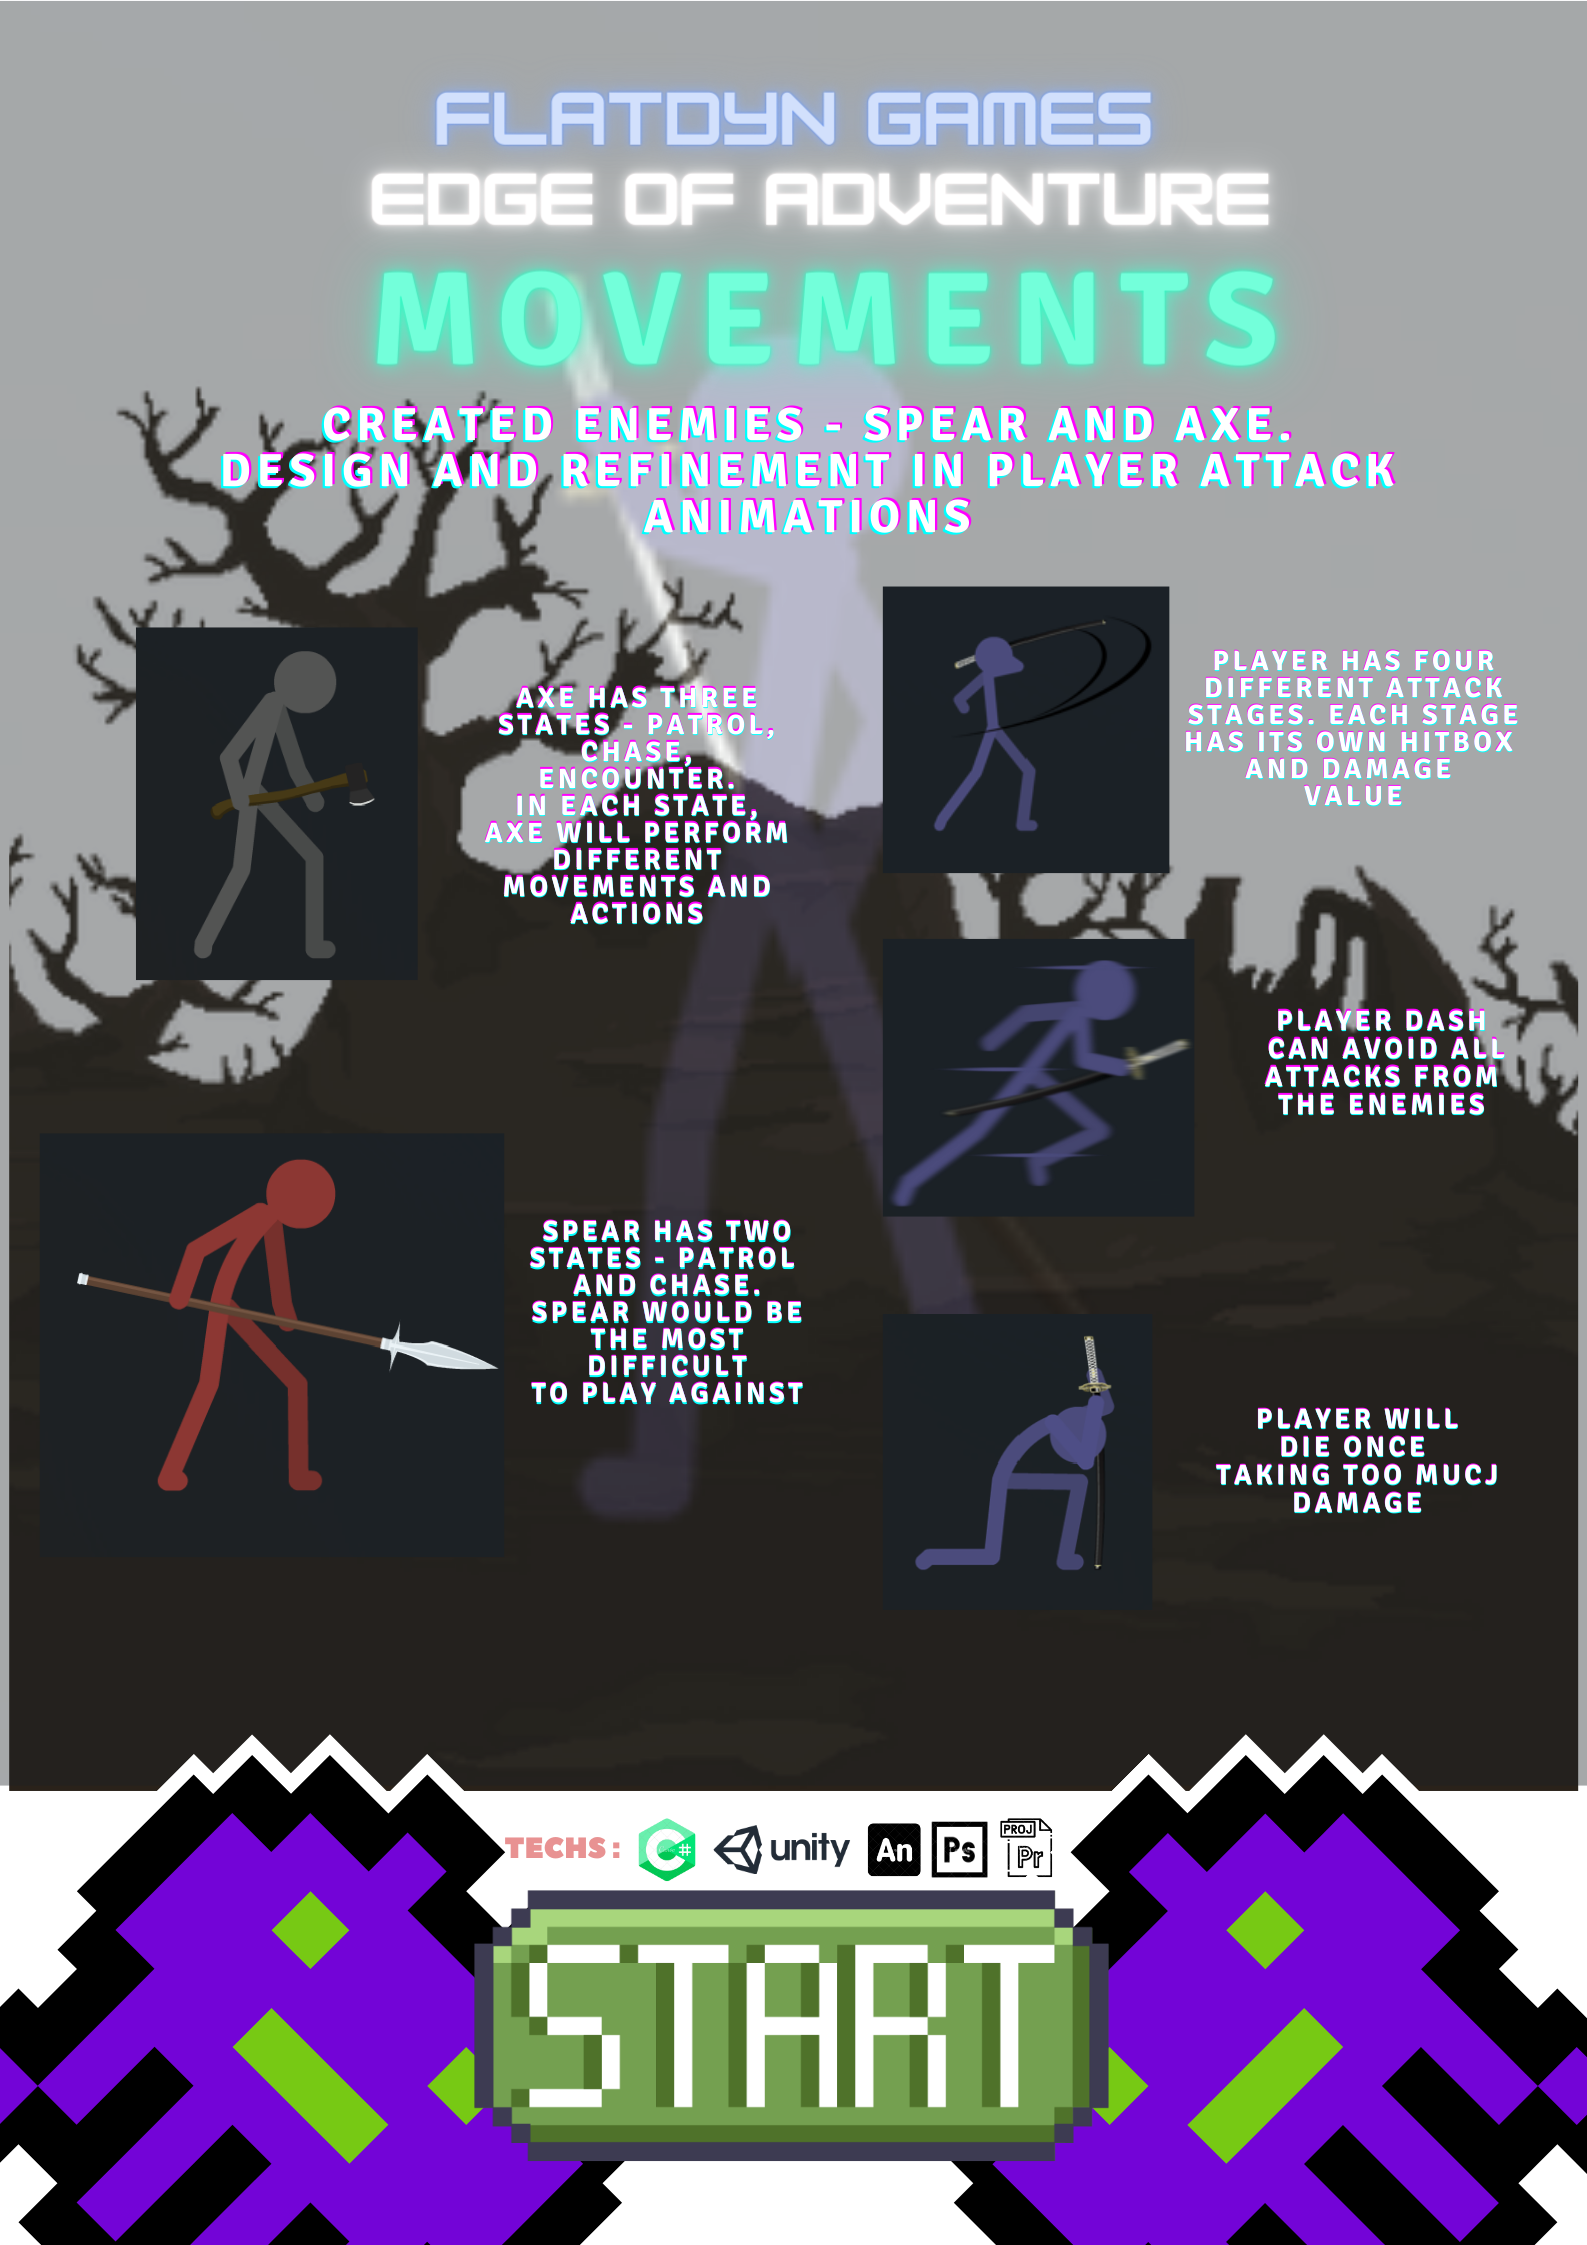 FLATDYN GAMES
EDGE OF ADVENTURE
MOVEMENTS
CREATED ENEMIES - SPEAR AND AXE.
DESIGN AND REFINEMENT IN PLAYER ATTACK
ANIMATIONS
AXE HAS THREE
STATES - PATROL,
CHASE,
ENCOUNTER.
IN EACH STATE,
AXE WILL PERFORM
DIFFERENT
MOVEMENTS AND
ACTIONS
PLAYER HAS FOUR
DIFFERENT ATTACK
STAGES. EACH STAGE
HAS ITS OWN HITBOX
AND DAMAGE
VALUE
PLAYER DASH
CAN AVOID ALL
ATTACKS FROM
THE ENEMIES
SPEAR HAS TWO
STATES - PATROL
AND CHASE.
SPEAR WOULD BE
THE MOST
DIFFICULT
TO PLAY AGAINST
PLAYER WILL
DIE ONCE
TAKING TOO MUCJ
DAMAGE
TECHS: C# unity An Ps PROJ Pr
START